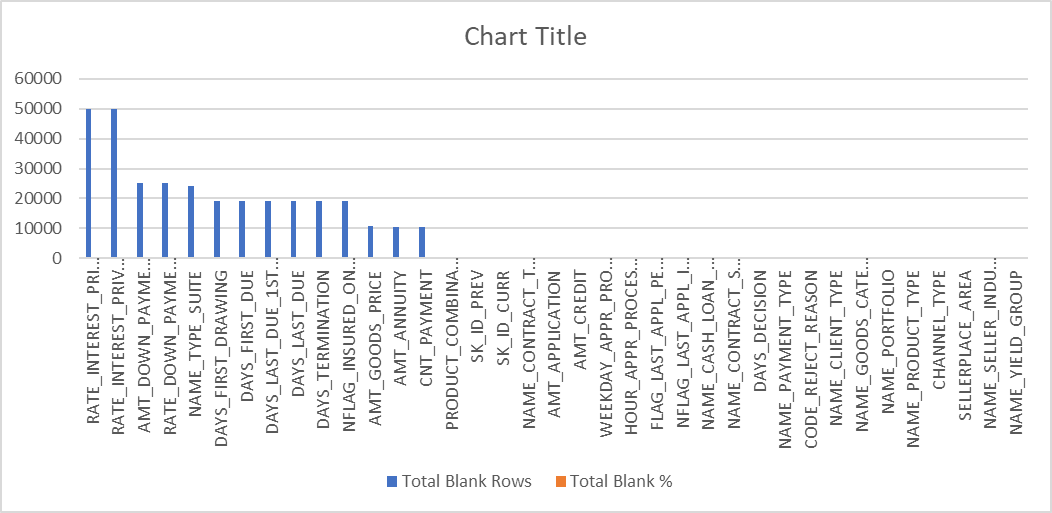 Chart Title
60000
50000
40000
30000
20000
10000
0
RATE_INTEREST_PRI...
RATE_INTEREST_PRIV...
AMT_DOWN_PAYME...
RATE_DOWN_PAYME...
NAME_TYPE_SUITE
DAYS_FIRST_DRAWING
DAYS_FIRST_DUE
DAYS_LAST_DUE_1ST...
DAYS_LAST_DUE
DAYS_TERMINATION
NFLAG_INSURED_ON...
AMT_GOODS_PRICE
AMT_ANNUITY
CNT_PAYMENT
PRODUCT_COMBINA...
SK_ID_PREV
SK_ID_CURR
NAME_CONTRACT_T...
AMT_APPLICATION
AMT_CREDIT
WEEKDAY_APPR_PRO...
HOUR_APPR_PROCES...
FLAG_LAST_APPL_PE...
NFLAG_LAST_APPL_I...
NAME_CASH_LOAN_...
NAME_CONTRACT_S...
DAYS_DECISION
NAME_PAYMENT_TYPE
CODE_REJECT_REASON
NAME_CLIENT_TYPE
NAME_GOODS_CATE...
NAME_PORTFOLIO
NAME_PRODUCT_TYPE
CHANNEL_TYPE
SELLERPLACE_AREA
NAME_SELLER_INDU...
NAME_YIELD_GROUP
Total Blank Rows
Total Blank %